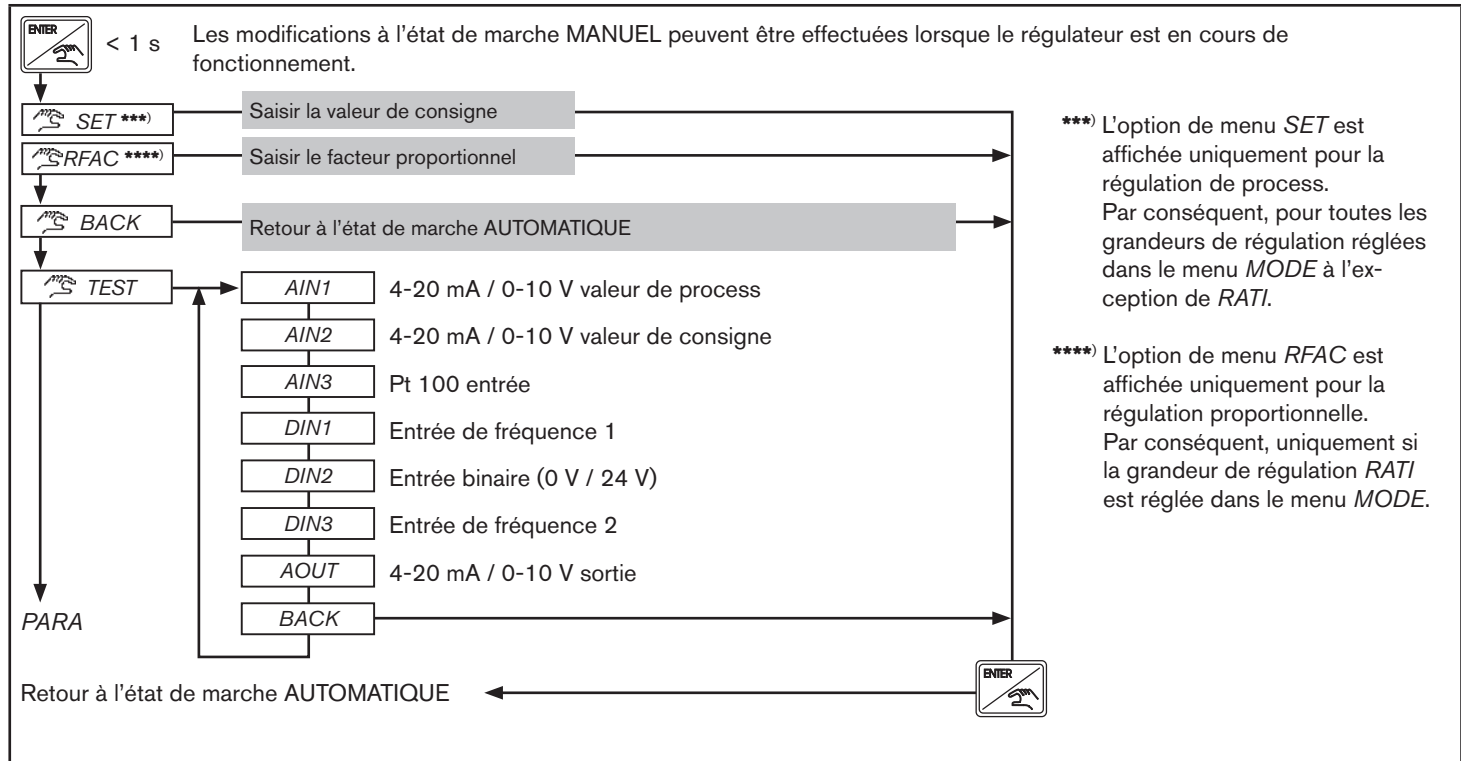 ENTER
< 1 s
Les modifications à l'état de marche MANUEL peuvent être effectuées lorsque le régulateur est en cours de
fonctionnement.
SET ***)
Saisir la valeur de consigne
RFAC ****)
Saisir le facteur proportionnel
BACK
Retour à l'état de marche AUTOMATIQUE
TEST
AIN1
4-20 mA / 0-10 V valeur de process
AIN2
4-20 mA / 0-10 V valeur de consigne
AIN3
Pt 100 entrée
DIN1
Entrée de fréquence 1
DIN2
Entrée binaire (0 V / 24 V)
DIN3
Entrée de fréquence 2
AOUT
4-20 mA / 0-10 V sortie
BACK
PARA
ENTER
Retour à l'état de marche AUTOMATIQUE
***) L'option de menu SET est
affichée uniquement pour la
régulation de process.
Par conséquent, pour toutes les
grandeurs de régulation réglées
dans le menu MODE à l'ex-
ception de RATI.
****) L'option de menu RFAC est
affichée uniquement pour la
régulation proportionnelle.
Par conséquent, uniquement si
la grandeur de régulation RATI
est réglée dans le menu MODE.